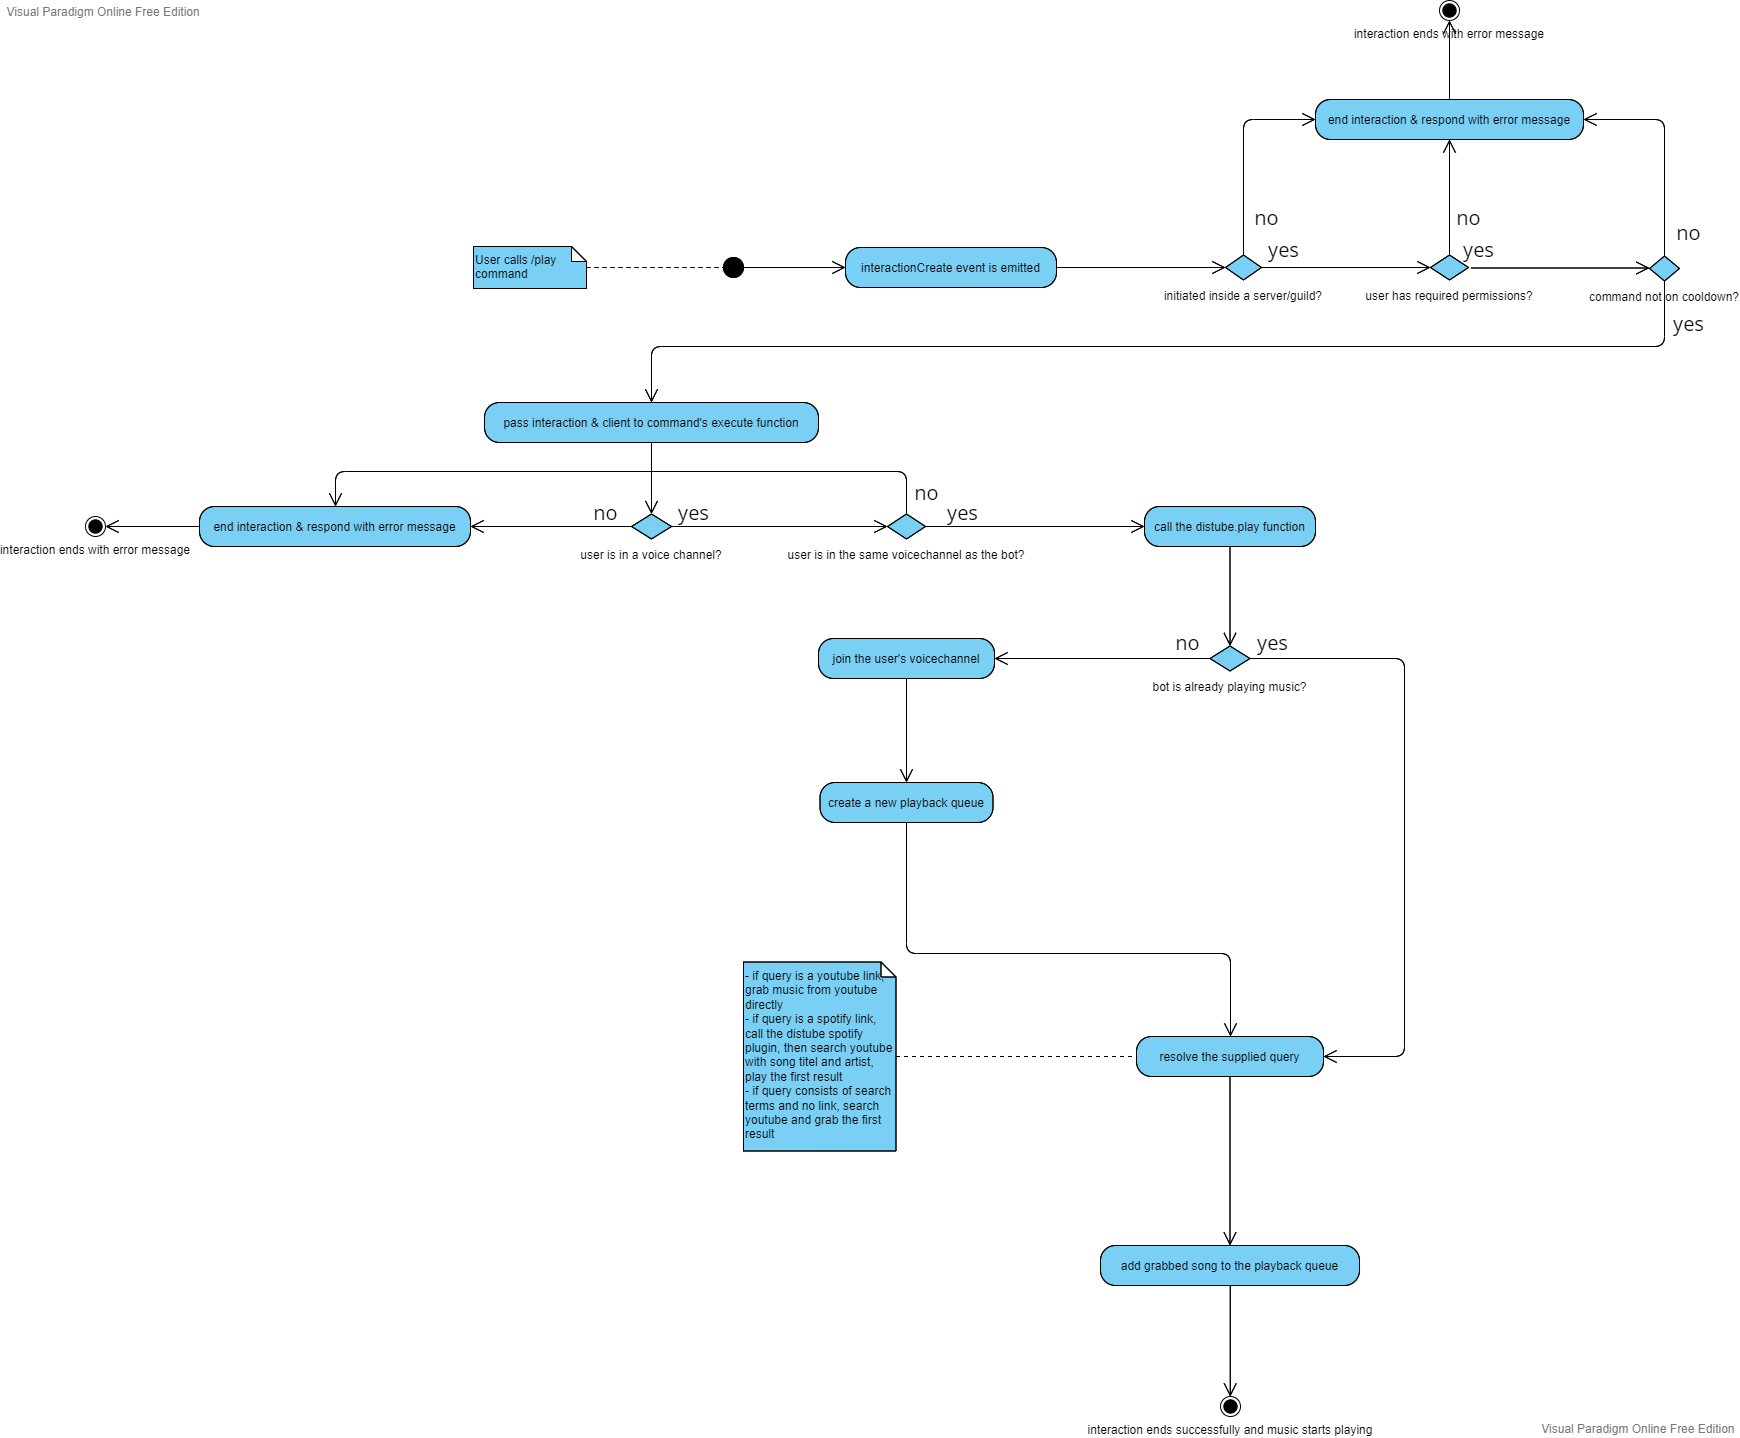 Visual Paradigm Online Free Edition
interaction ends with error message
end interaction & respond with error message
no
no
no
yes
yes
User calls /play
command
interactionCreate event is emitted
initiated inside a server/guild?
user has required permissions?
command not on cooldown?
yes
pass interaction & client to command's execute function
no
no
yes
yes
end interaction & respond with error message
call the distube.play function
interaction ends with error message
user is in a voice channel?
user is in the same voicechannel as the bot?
no
yes
join the user's voicechannel
bot is already playing music?
create a new playback queue
- if query is a youtube link,
grab music from youtube
directly
- if query is a spotify link,
call the distube spotify
plugin, then search youtube
with song titel and artist,
play the first result
- if query consists of search
terms and no link, search
youtube and grab the first
result
resolve the supplied query
add grabbed song to the playback queue
interaction ends successfully and music starts playing
Visual Paradigm Online Free Edition